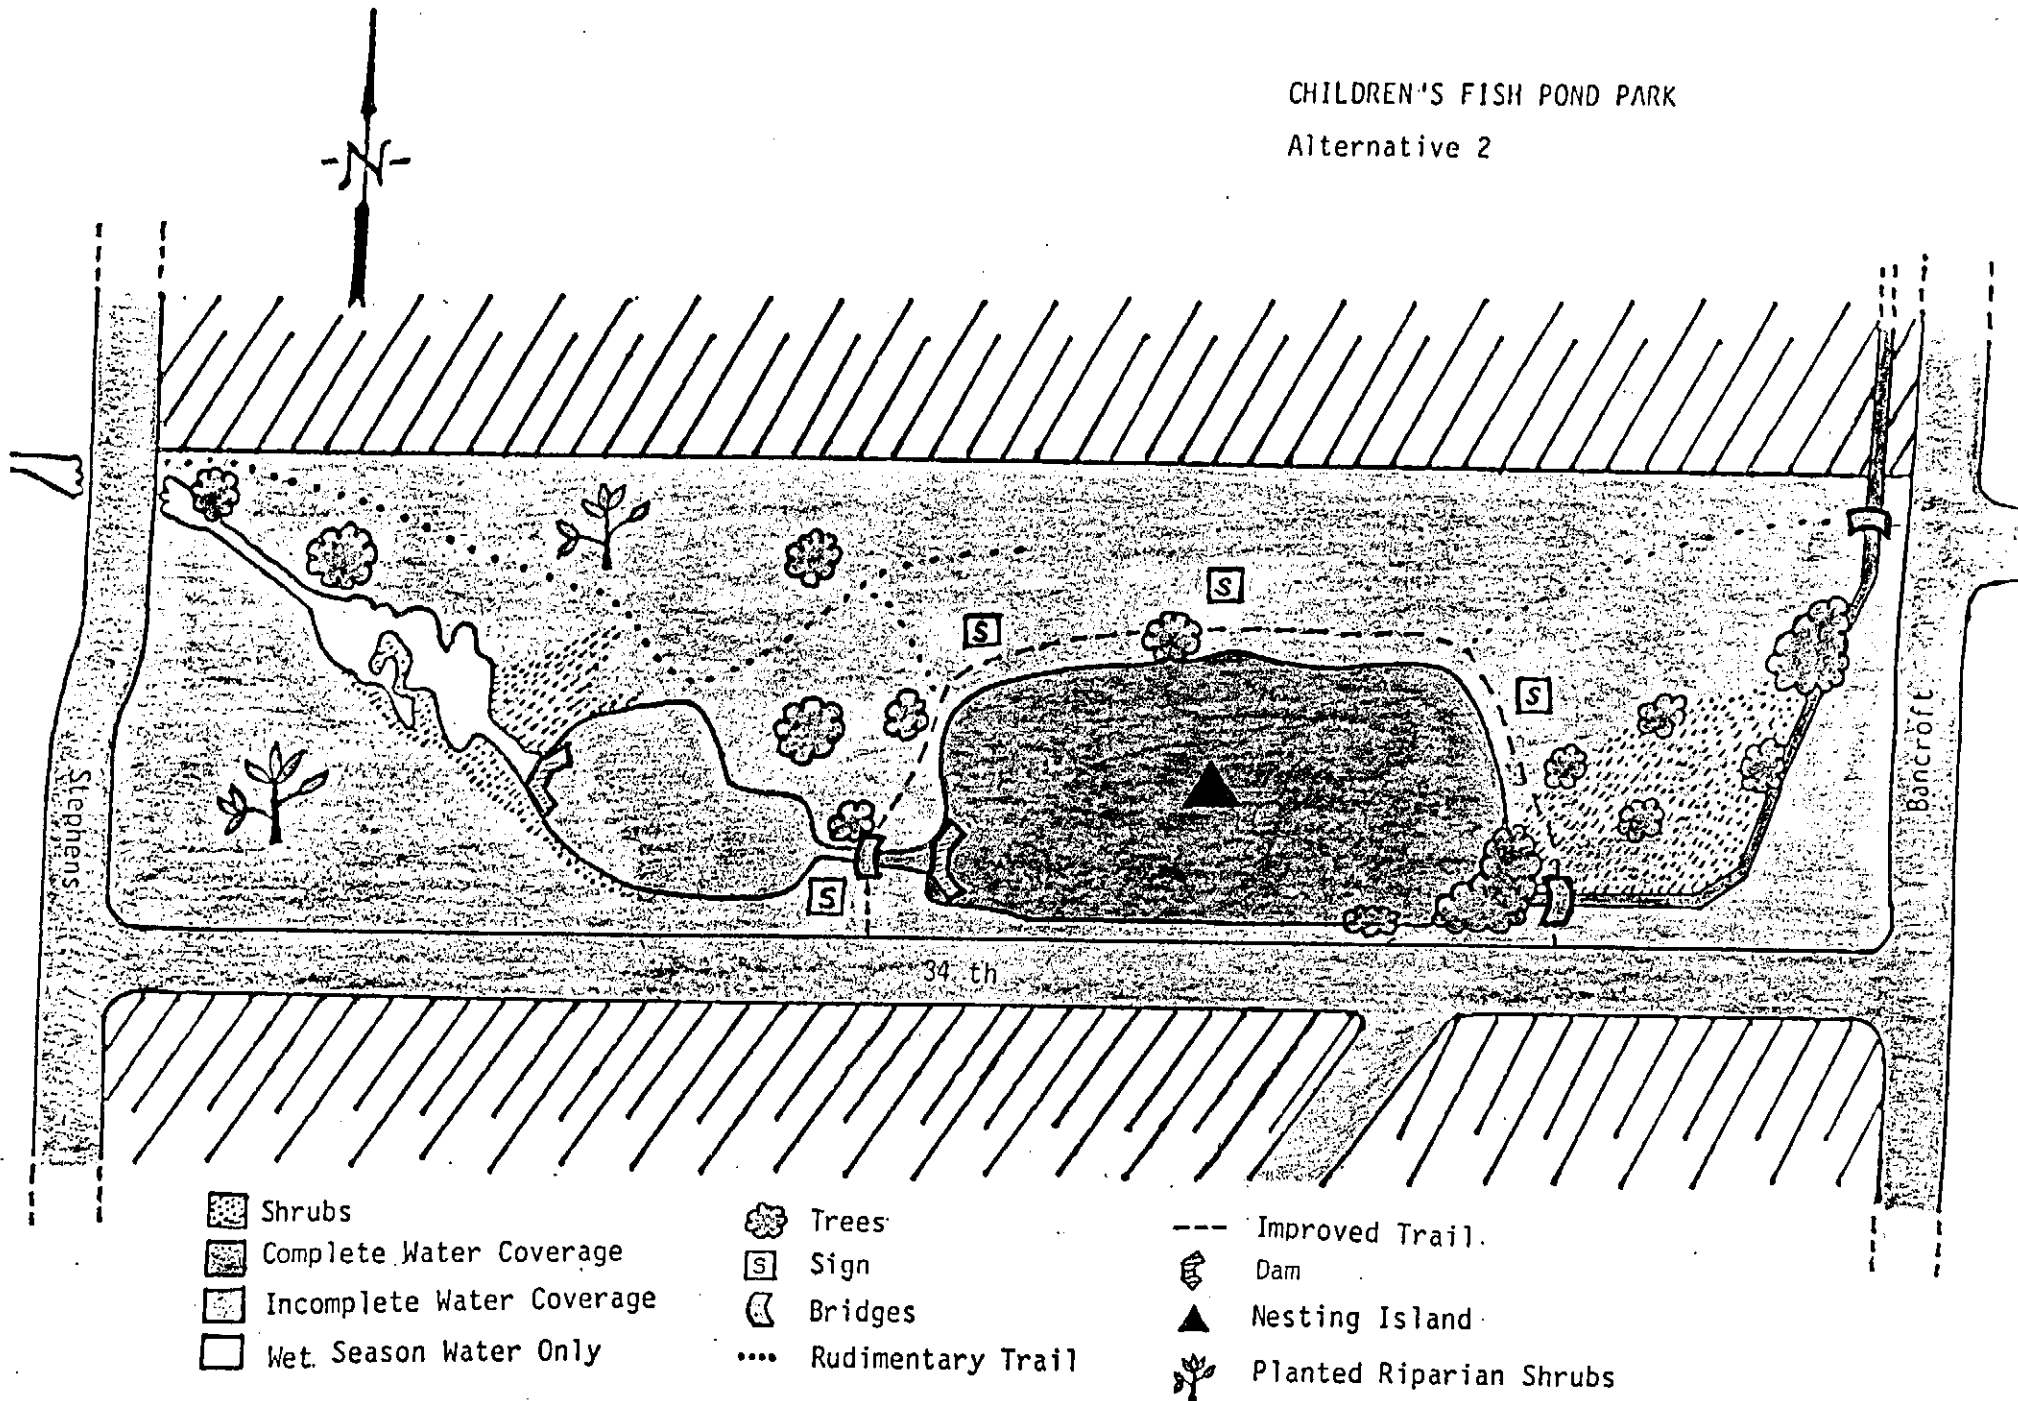 CHILDREN'S FISH POND PARK
Alternative 2
-N-
S
S
S
S
Stephens
Bancroft
34 th
Shrubs
Complete Water Coverage
Incomplete Water Coverage
Wet Season Water Only
Trees
S Sign
Bridges
Rudimentary Trail
Improved Trail.
Dam
Nesting Island
Planted Riparian Shrubs